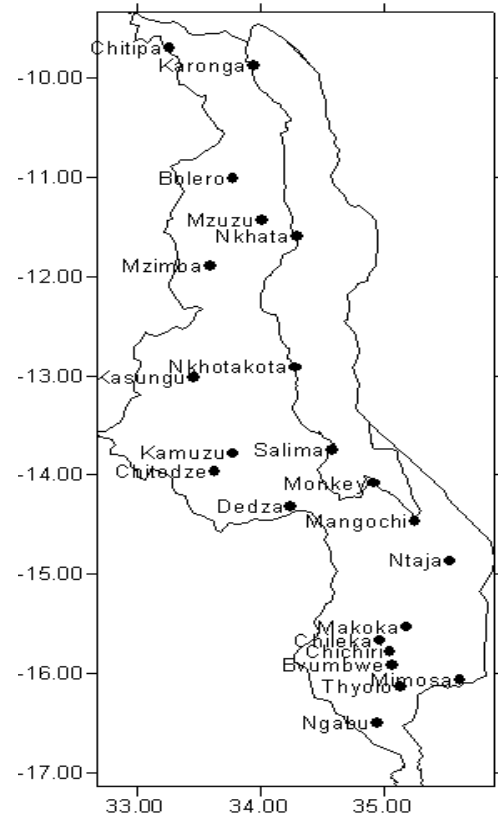 Chitipa
-10.00
Karonga
-11.00
Bolero
Mzuzu
Nkhata
Mzimba
-12.00
Nkhotakota
-13.00
Kasungu
Salima
Kamuzu
Chitedze
-14.00
Monkey
Dedza
Mangochi
Ntaja
-15.00
Makoka
Chileka
Chichiri
Bvumbwe
-16.00
Mimosa
Thyolo
Ngabu
-17.00
33.00 34.00 35.00